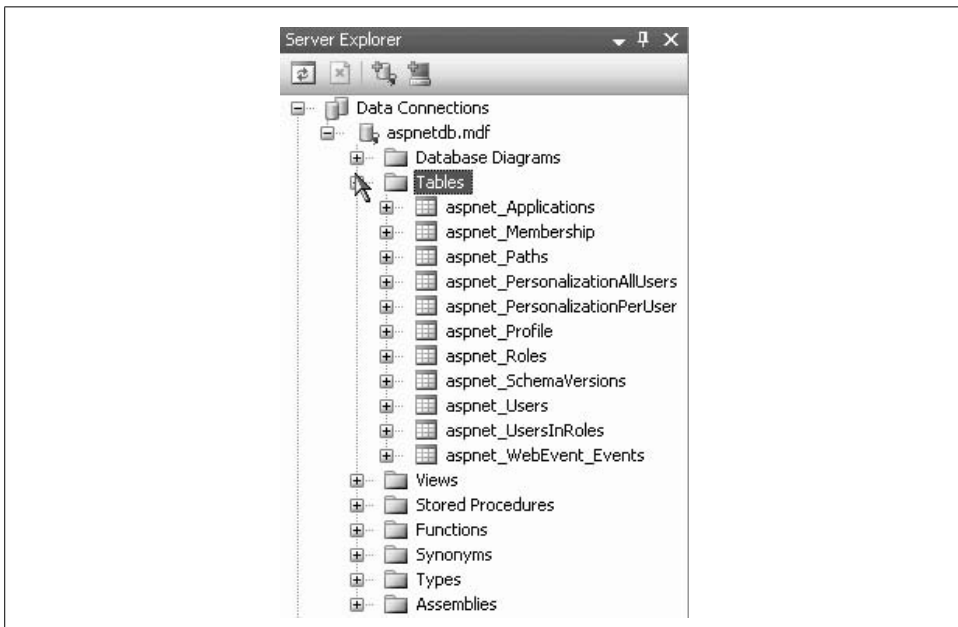 Server Explorer
Data Connections
aspnetdb.mdf
Database Diagrams
Tables
aspnet_Applications
aspnet_Membership
aspnet_Paths
aspnet_PersonalizationAllUsers
aspnet_PersonalizationPerUser
aspnet_Profile
aspnet_Roles
aspnet_SchemaVersions
aspnet_Users
aspnet_UsersInRoles
aspnet_WebEvent_Events
Views
Stored Procedures
Functions
Synonyms
Types
Assemblies